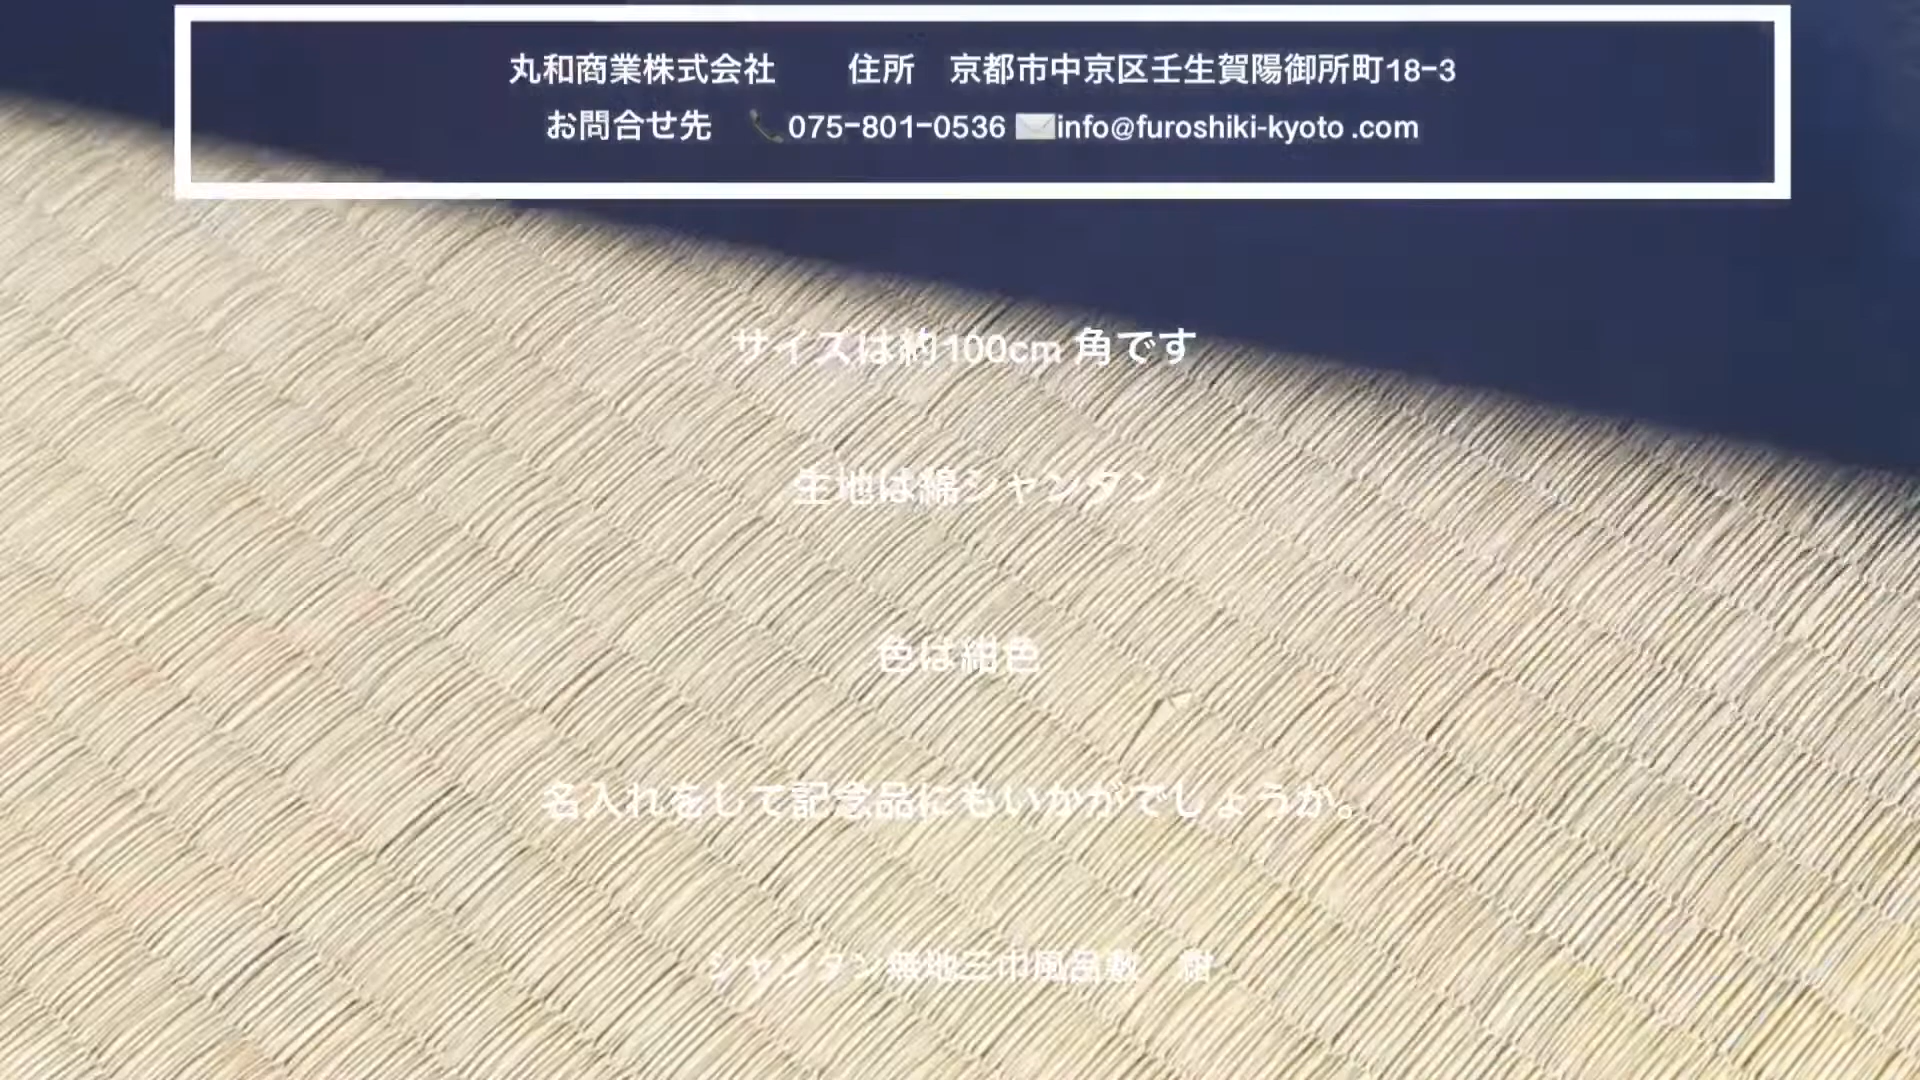 丸和商業株式会社　　住所　京都市中京区壬生賀陽御所町18-3
お問合せ先　📞075-801-0536 ✉️info@furoshiki-kyoto .com
サイズは約100cm 角です
生地は綿シャンタン
色は紺色
名入れをして記念品にもいかがでしょうか。
シャンタン無地三巾風呂敷　紺